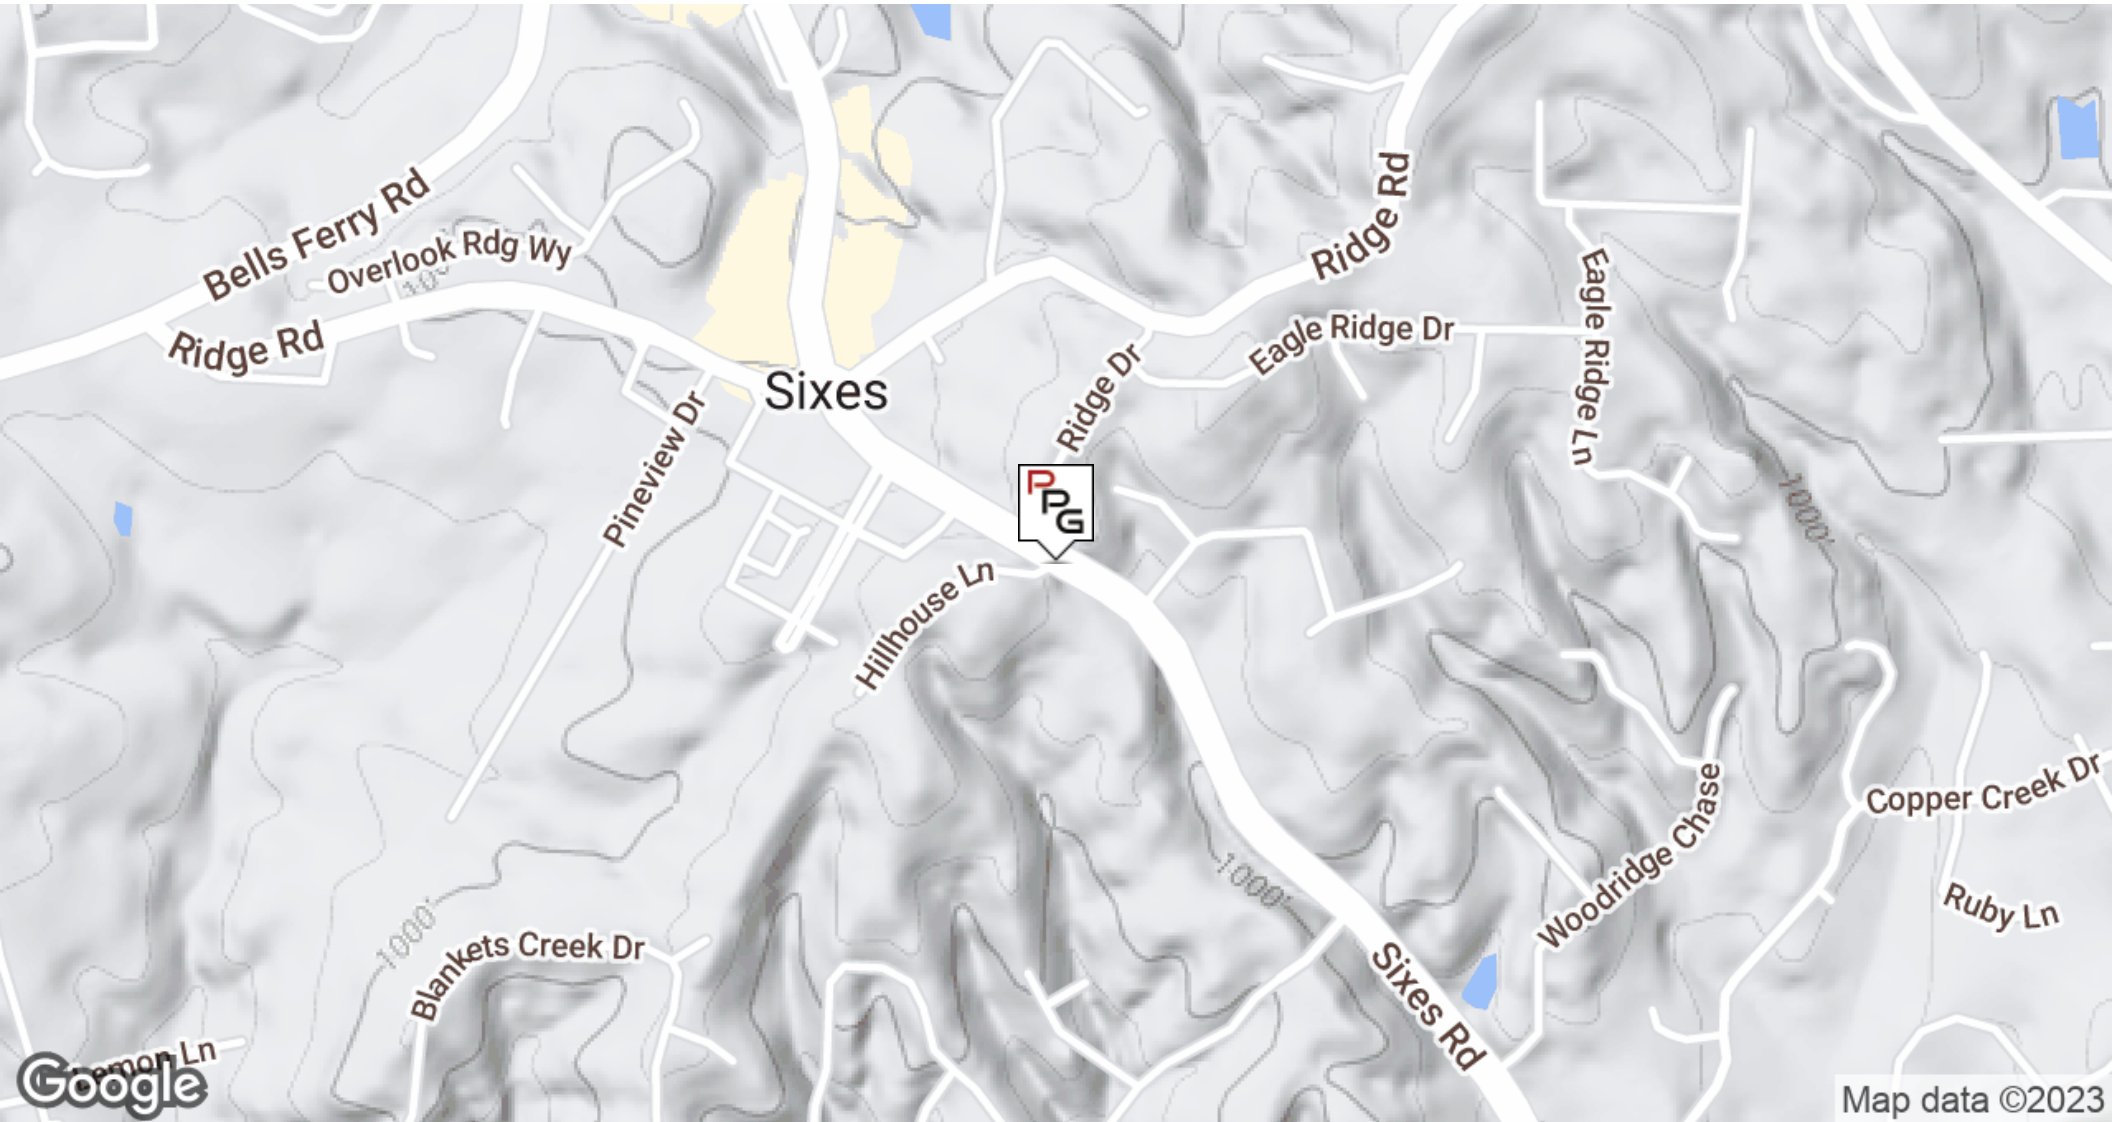 Bells Ferry Rd
Overlook Rdg Wy
100
Ridge Rd
Ridge Rd
Eagle Ridge Ln
Eagle Ridge Dr
Ridge Dr
Sixes
Pineview Dr
PPG
1000'
Hillhouse Ln
Copper Creek Dr
Woodridge Chase
1000'
Ruby Ln
1000'
Blankets Creek Dr
Sixes Rd
Lemon Ln
Google
Map data ©2023